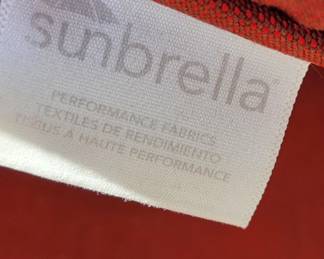 sunbrella
PERFORMANCE FABRICS
TEXTILES DE RENDIMIENTO
TISSUS À HAUTE PERFORMANCE